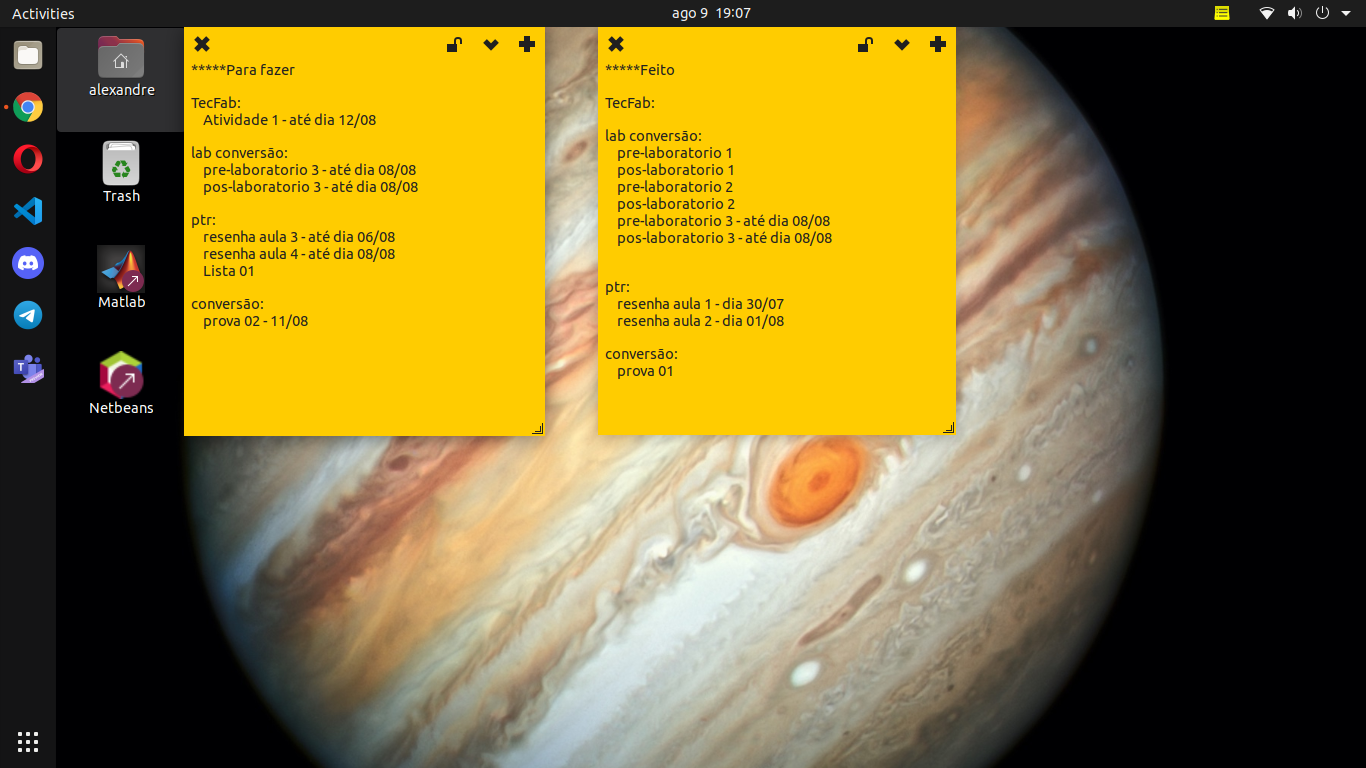 Activities
ago 9 19:07
alexandre
Trash
Matlab
Netbeans
*****Para fazer
TecFab:
Atividade 1 - até dia 12/08
lab conversão:
pre-laboratorio 3 - até dia 08/08
pos-laboratorio 3 - até dia 08/08
ptr:
resenha aula 3 - até dia 06/08
resenha aula 4 - até dia 08/08
Lista 01
conversão:
prova 02 - 11/08
*****Feito
TecFab:
lab conversão:
pre-laboratorio 1
pos-laboratorio 1
pre-laboratorio 2
pos-laboratorio 2
pre-laboratorio 3 - até dia 08/08
pos-laboratorio 3 - até dia 08/08
ptr:
resenha aula 1 - dia 30/07
resenha aula 2 - dia 01/08
conversão:
prova 01